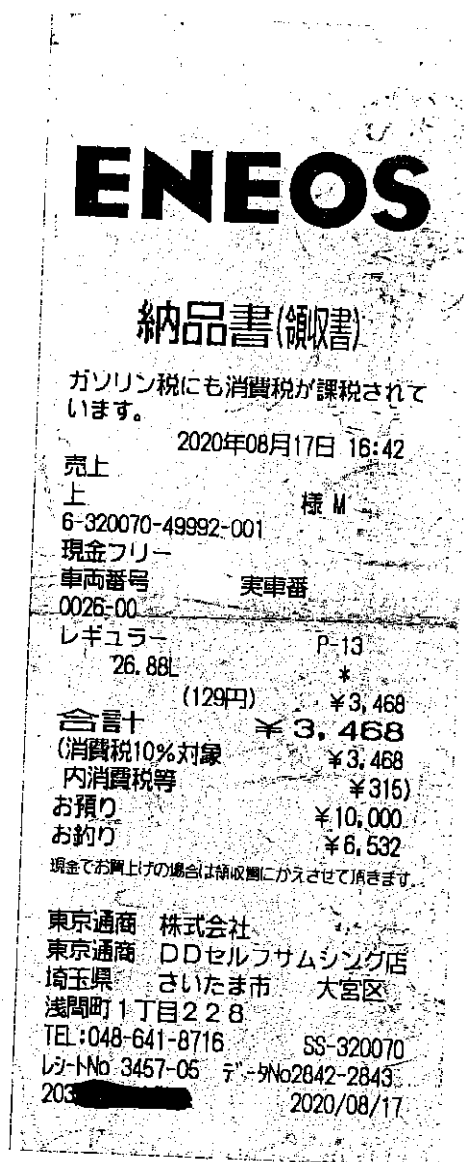 ENEOS
納品書(領収書)
ガソリン税にも消費税が課税されて
います。
2020年08月17日 16:42
売上
上 様 M
6-320070-49992-001
現金フリー
車両番号 実車番
0026-00
レギュラー P-13
26.88L *
(129円) ¥3,468
合計 ¥3,468
(消費税10%対象 ¥3,468
内消費税等 ¥315)
お預り ¥10,000
お釣り ¥6,532
現金でお買上げの場合は領収書にかえさせて頂きます。
東京通商 株式会社
東京通商 DDセルフサムシング店
埼玉県 さいたま市 大宮区
浅間町1丁目228
TEL:048-641-8716 SS-320070
レシートNo 3457-05 データNo2842-2843
203
2020/08/17